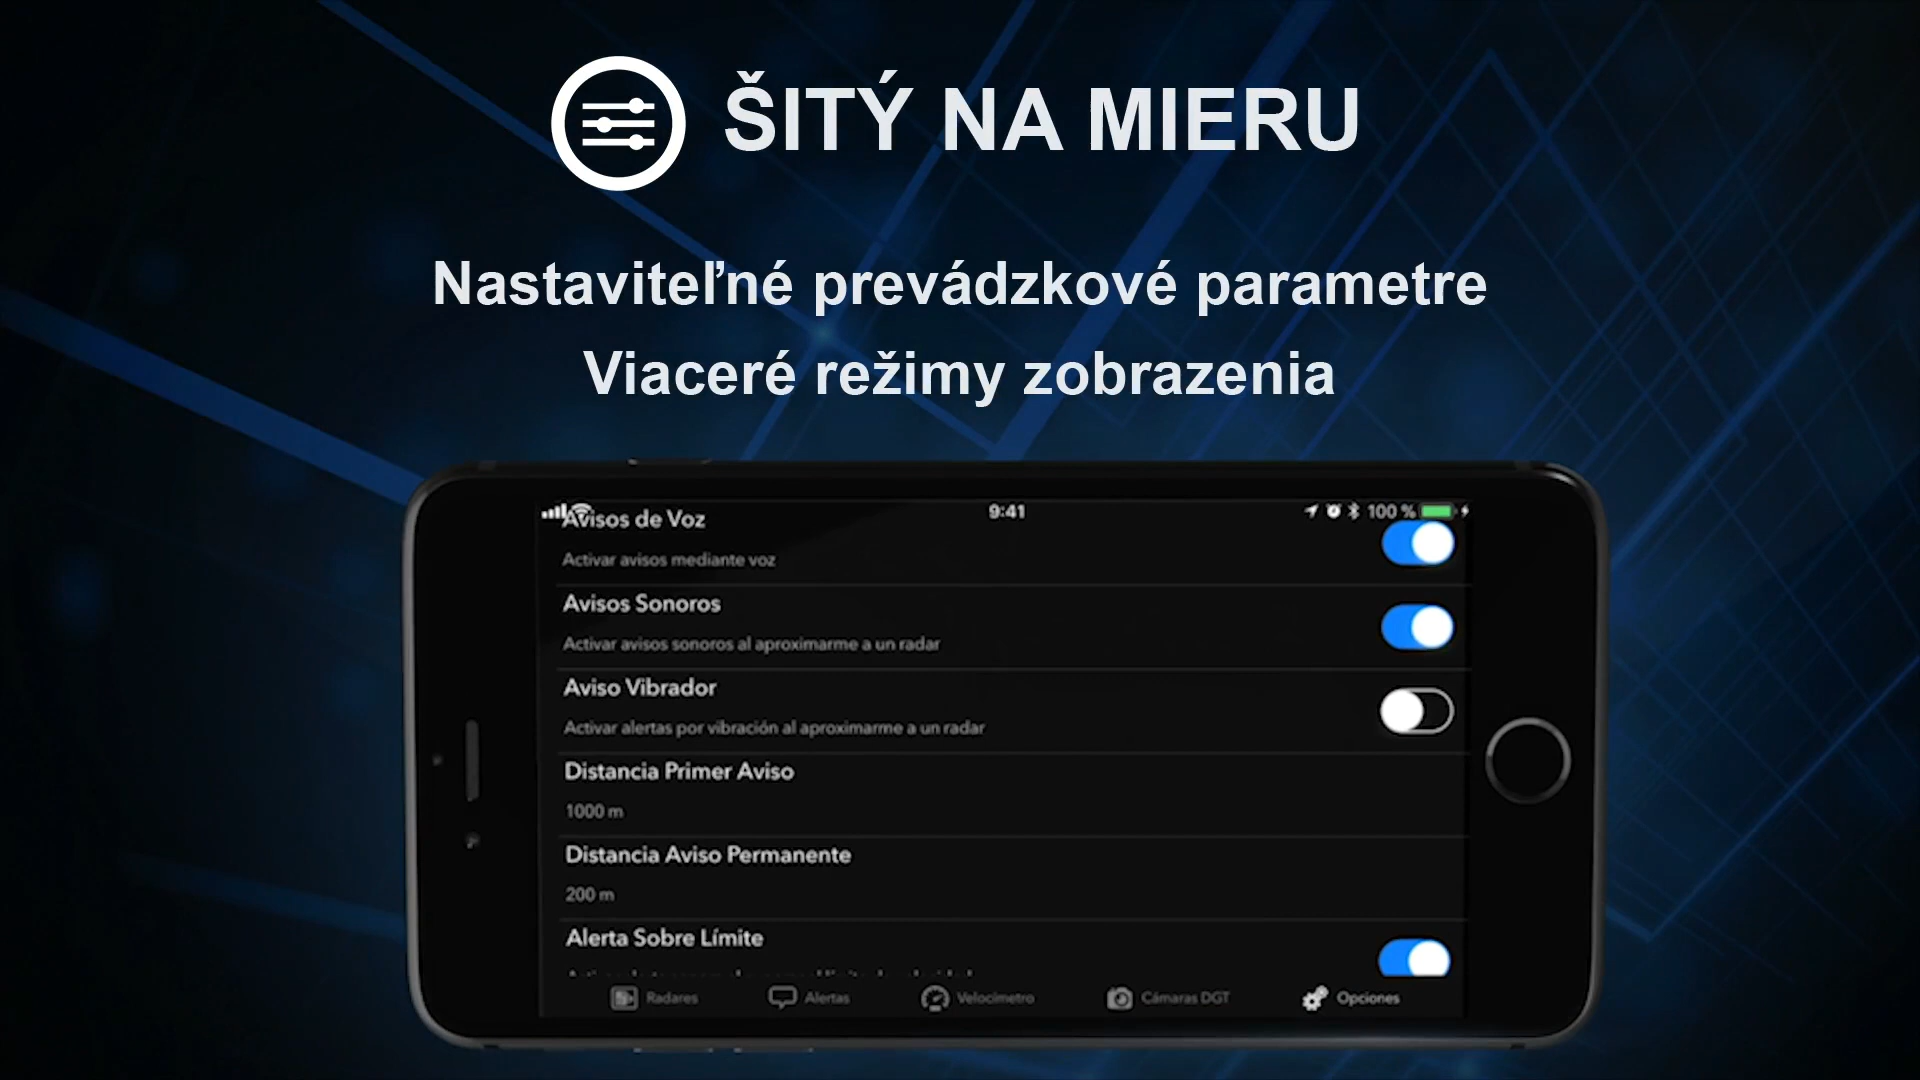 ŠITÝ NA MIERU
Nastaviteľné prevádzkové parametre
Viaceré režimy zobrazenia
9:41
100 %
Avisos de Voz
Activar avisos mediante voz
Avisos Sonoros
Activar avisos sonoros al aproximarme a un radar
Aviso Vibrador
Activar alertas por vibración al aproximarme a un radar
Distancia Primer Aviso
1000 m
Distancia Aviso Permanente
200 m
Alerta Sobre Límite
Radares
Alertas
Velocímetro
Cámaras DGT
Opciones